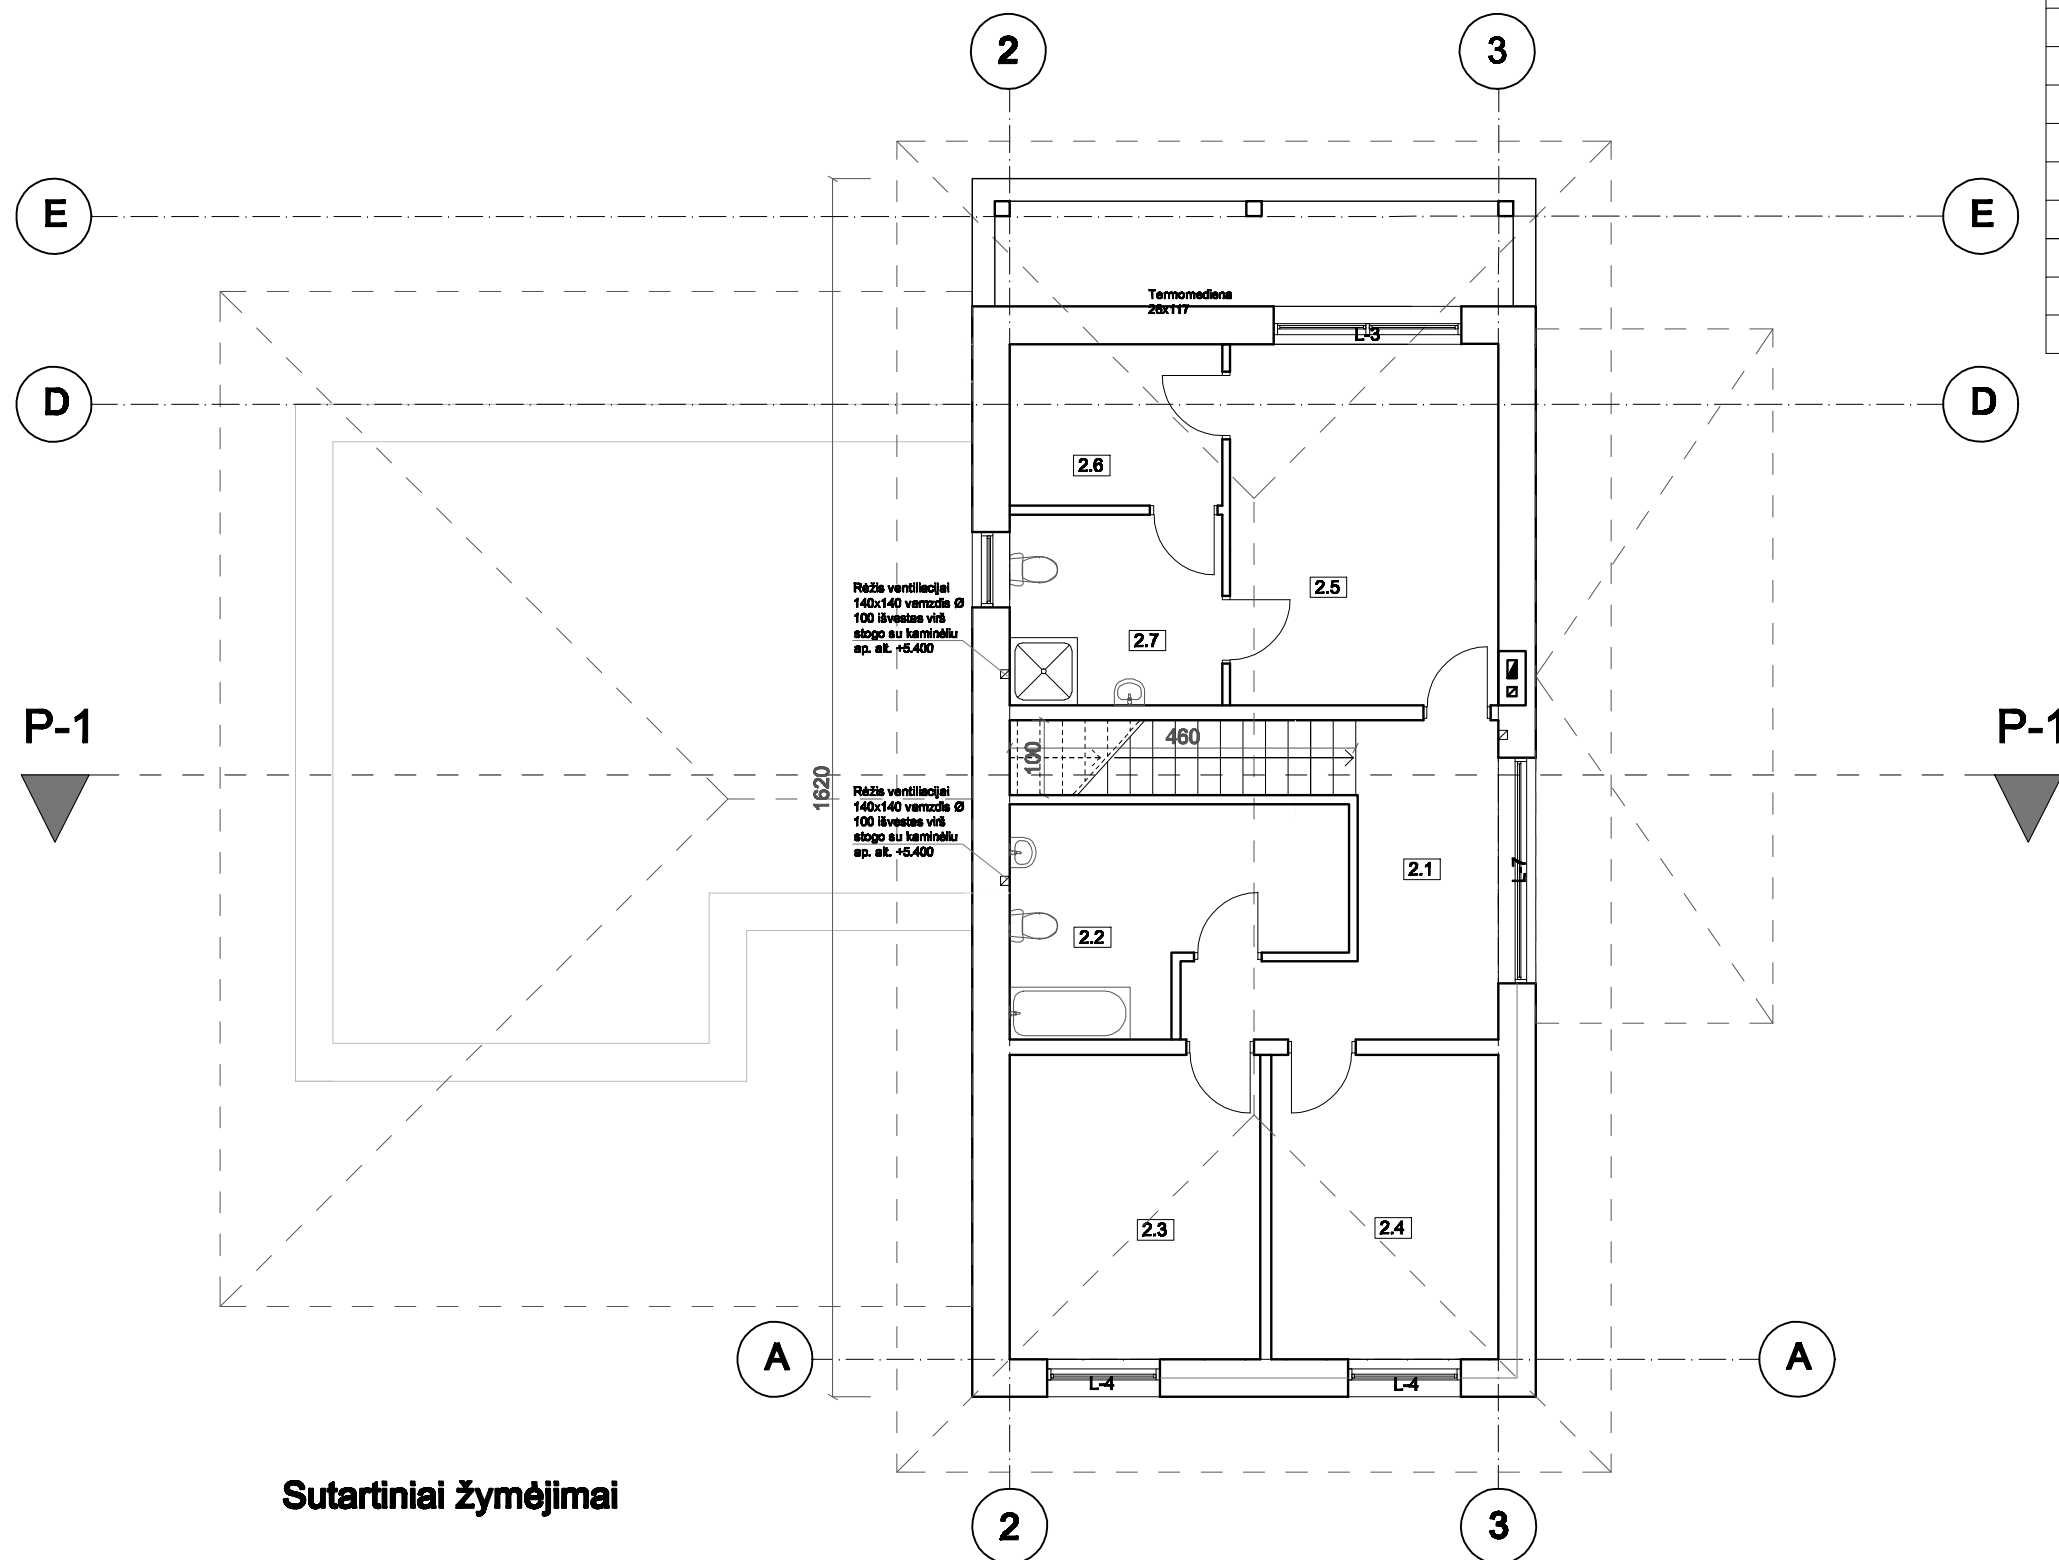 2
3
E
E
Termomediena
26x117
L-3
D
D
2.6
Rėžis ventiliacijai
140x140 vamzdis Ø
100 išvestas virš
stogo su kaminėliu
ap. alt. +5.400
2.5
2.7
P-1
P-1
460
100
1620
Rėžis ventiliacijai
140x140 vamzdis Ø
100 išvestas virš
stogo su kaminėliu
ap. alt. +5.400
2.1
L-7
2.2
2.3
2.4
A
A
L-4
L-4
Sutartiniai žymėjimai
2
3